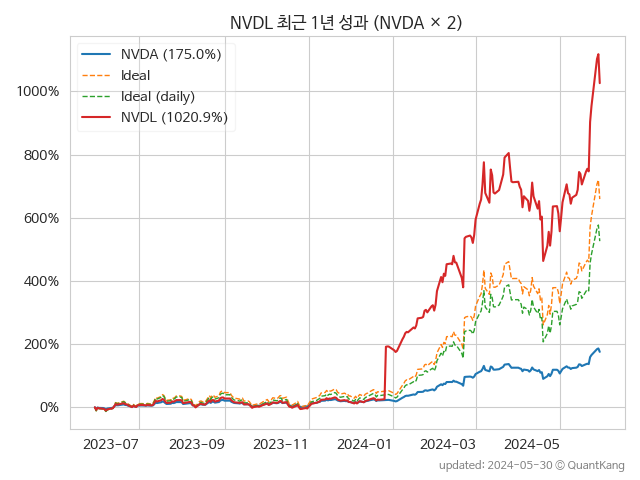 NVDL 최근 1년 성과 (NVDA × 2)
NVDA (175.0%)
Ideal
Ideal (daily)
NVDL (1020.9%)
1000%
800%
600%
400%
200%
0%
2023-07 2023-09 2023-11 2024-01 2024-03 2024-05
updated: 2024-05-30 © QuantKang